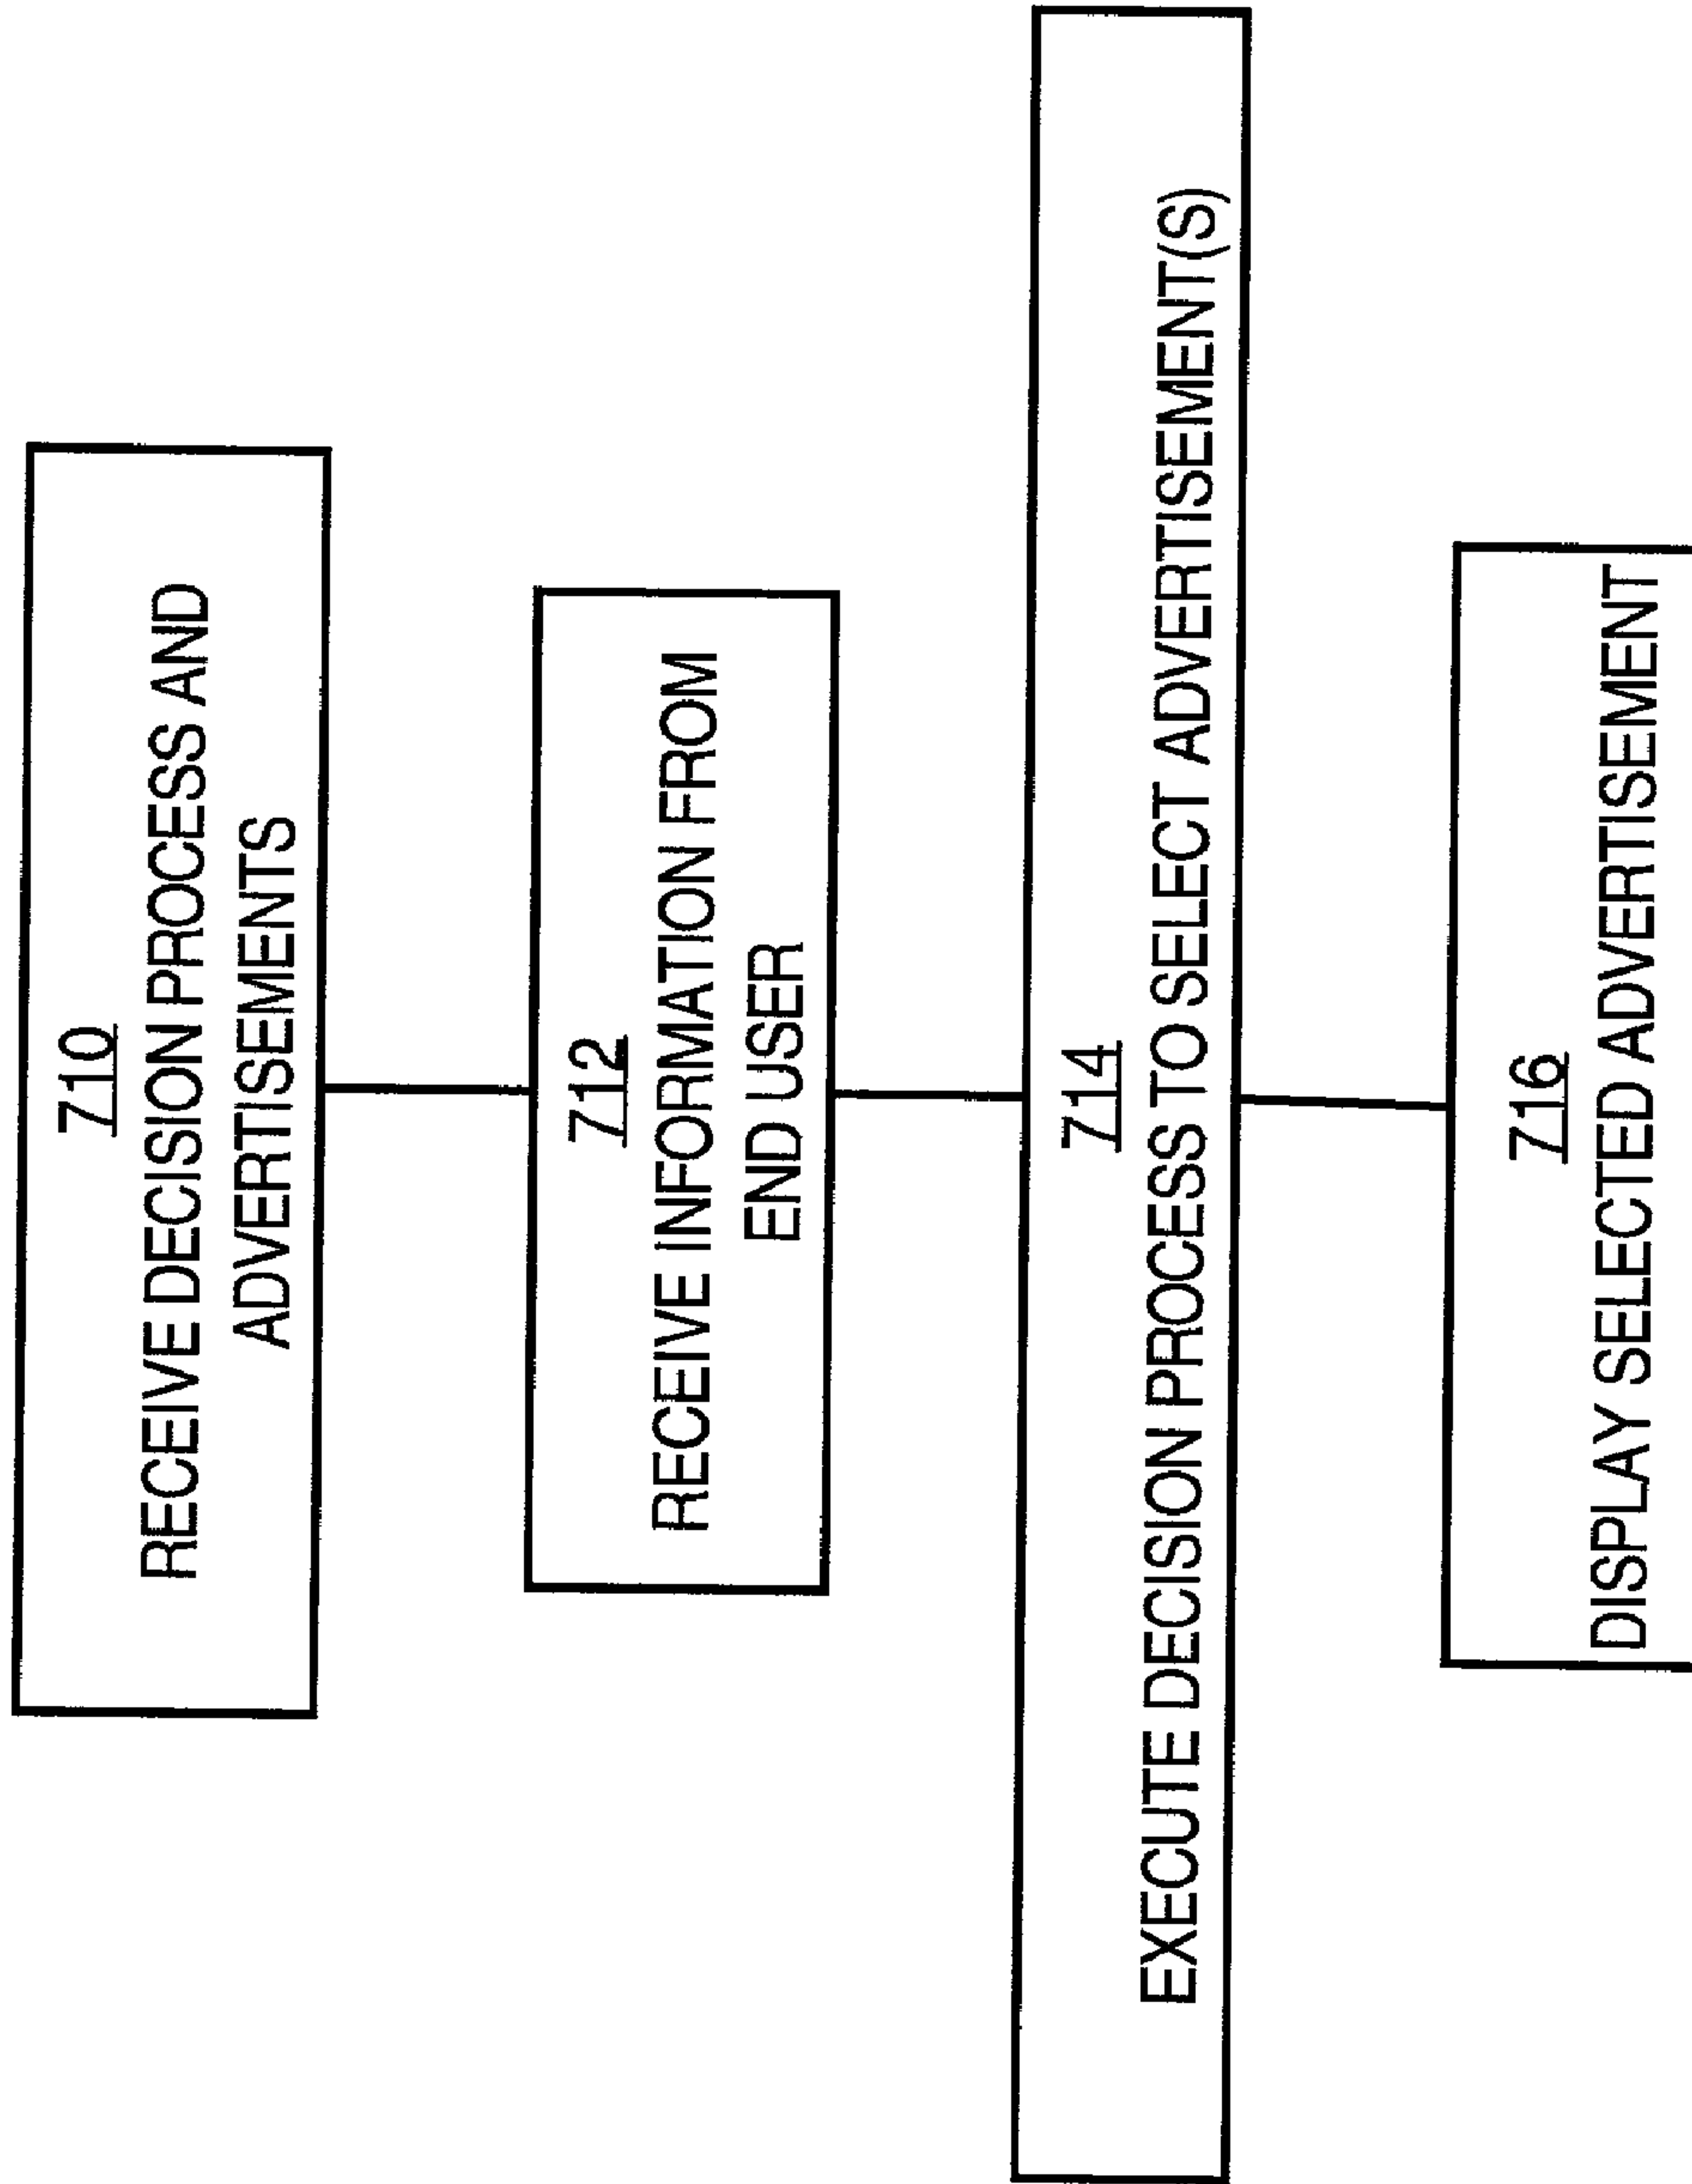 710
RECEIVE DECISION PROCESS AND
ADVERTISEMENTS
712
RECEIVE INFORMATION FROM
END USER
714
EXECUTE DECISION PROCESS TO SELECT ADVERTISEMENT(S)
716
DISPLAY SELECTED ADVERTISEMENT